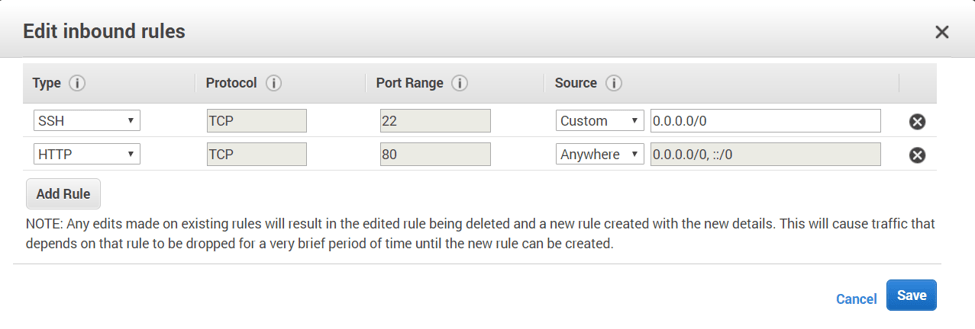 Edit inbound rules
Type Protocol Port Range Source
SSH TCP 22 Custom 0.0.0.0/0
HTTP TCP 80 Anywhere 0.0.0.0/0, ::/0
Add Rule
NOTE: Any edits made on existing rules will result in the edited rule being deleted and a new rule created with the new details. This will cause traffic that
depends on that rule to be dropped for a very brief period of time until the new rule can be created.
Cancel Save